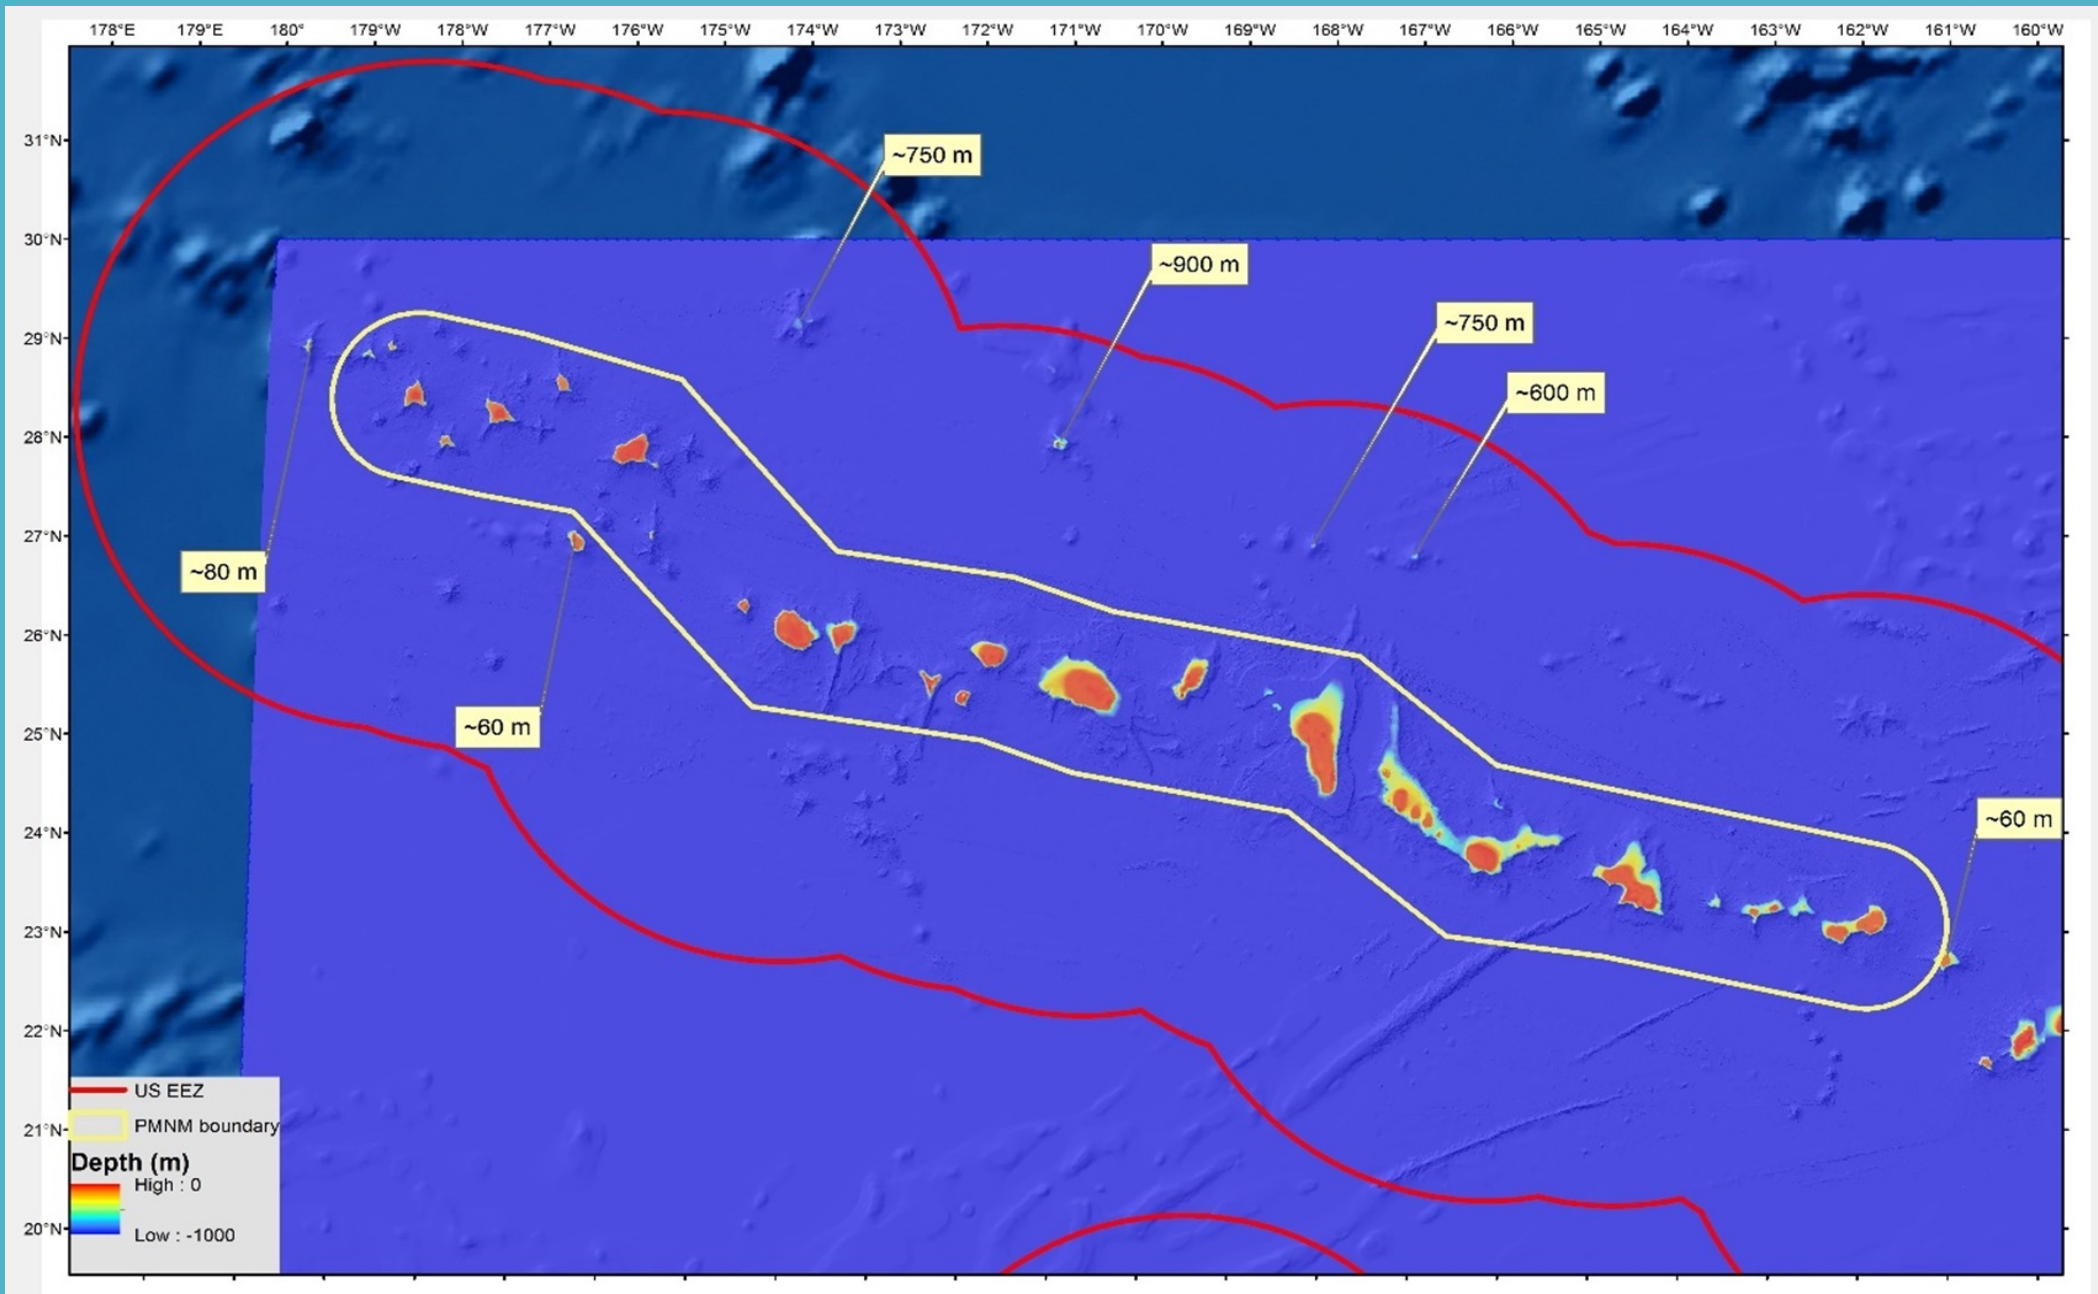 178°E 179°E 180° 179°W 178°W 177°W 176°W 175°W 174°W 173°W 172°W 171°W 170°W 169°W 168°W 167°W 166°W 165°W 164°W 163°W 162°W 161°W 160°W
31°N
~750 m
30°N
~900 m
~750 m
29°N
~600 m
28°N
27°N
~80 m
26°N
~60 m
25°N
~60 m
24°N
23°N
22°N
US EEZ
PMNM boundary
21°N
Depth (m)
High : 0
20°N
Low : -1000